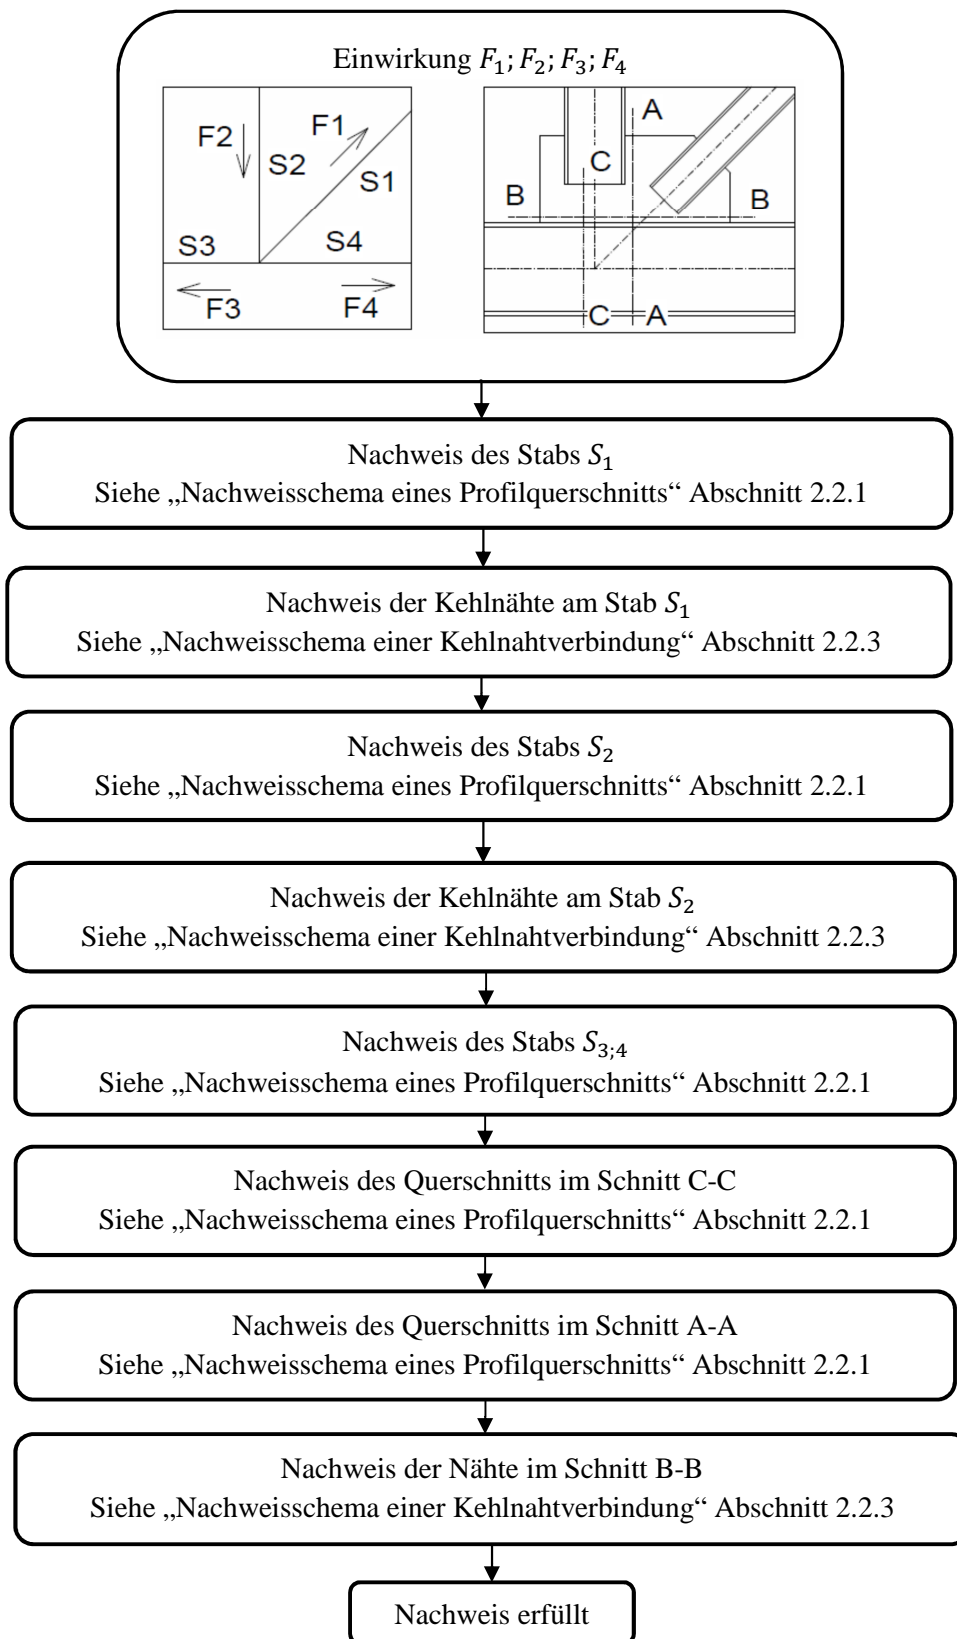 Einwirkung F₁; F₂; F₃; F₄
F2
F1
S2
S1
S3
S4
F3
F4
A
C
B
B
C
A
Nachweis des Stabs S₁
Siehe „Nachweisschema eines Profilquerschnitts“ Abschnitt 2.2.1
Nachweis der Kehlnähte am Stab S₁
Siehe „Nachweisschema einer Kehlnahtverbindung“ Abschnitt 2.2.3
Nachweis des Stabs S₂
Siehe „Nachweisschema eines Profilquerschnitts“ Abschnitt 2.2.1
Nachweis der Kehlnähte am Stab S₂
Siehe „Nachweisschema einer Kehlnahtverbindung“ Abschnitt 2.2.3
Nachweis des Stabs S₃;₄
Siehe „Nachweisschema eines Profilquerschnitts“ Abschnitt 2.2.1
Nachweis des Querschnitts im Schnitt C-C
Siehe „Nachweisschema eines Profilquerschnitts“ Abschnitt 2.2.1
Nachweis des Querschnitts im Schnitt A-A
Siehe „Nachweisschema eines Profilquerschnitts“ Abschnitt 2.2.1
Nachweis der Nähte im Schnitt B-B
Siehe „Nachweisschema einer Kehlnahtverbindung“ Abschnitt 2.2.3
Nachweis erfüllt